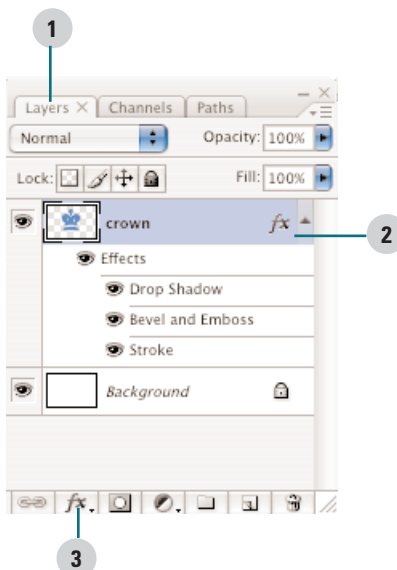 1
Layers Channels Paths
Normal Opacity: 100%
Lock: Fill: 100%
crown fx
2
Effects
Drop Shadow
Bevel and Emboss
Stroke
Background
fx.
3